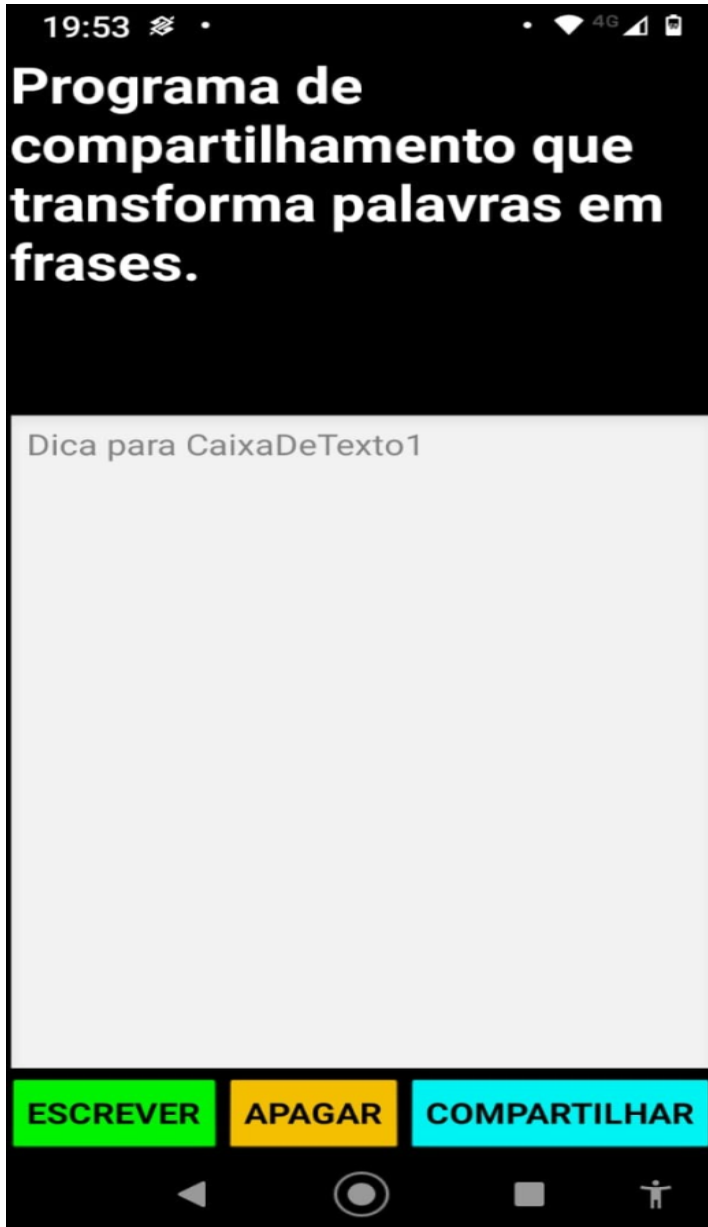 19:53
4G
Programa de
compartilhamento que
transforma palavras em
frases.
Dica para CaixaDeTexto1
ESCREVER APAGAR COMPARTILHAR